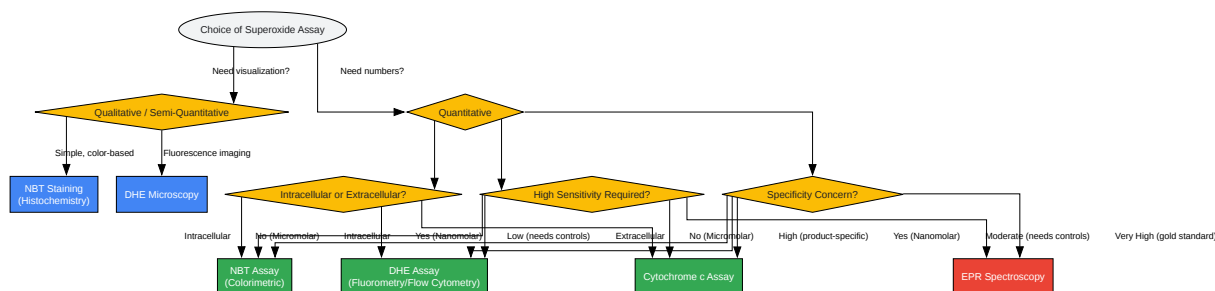 Choice of Superoxide Assay
Need visualization?
Need numbers?
Qualitative / Semi-Quantitative
Quantitative
Simple, color-based
Fluorescence imaging
NBT Staining
(Histochemistry)
DHE Microscopy
Intracellular or Extracellular?
High Sensitivity Required?
Specificity Concern?
Intracellular
No (Micromolar)
Intracellular
Yes (Nanomolar)
Low (needs controls)
Extracellular
No (Micromolar)
High (product-specific)
Yes (Nanomolar)
Moderate (needs controls)
Very High (gold standard)
NBT Assay
(Colorimetric)
DHE Assay
(Fluorometry/Flow Cytometry)
Cytochrome c Assay
EPR Spectroscopy